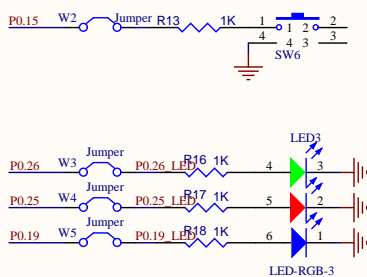 P0.15 W2 Jumper R13 1K 1 1 2 2
4 4 3 3
SW6
LED3
Jumper
P0.26 W3 P0.26_LED R16 1K 4 3
Jumper
P0.25 W4 P0.25_LED R17 1K 5 2
Jumper
P0.19 W5 P0.19_LED R18 1K 6 1
LED-RGB-3